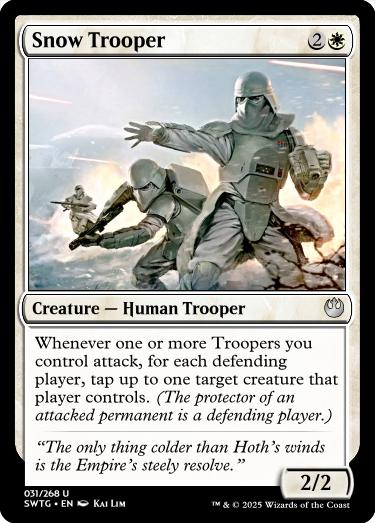 Snow Trooper 2
Creature — Human Trooper
Whenever one or more Troopers you
control attack, for each defending
player, tap up to one target creature that
player controls. (The protector of an
attacked permanent is a defending player.)
“The only thing colder than Hoth’s winds
is the Empire’s steely resolve.”
2/2
031/268 U
SWTG • EN Kai Lim
™ & © 2025 Wizards of the Coast